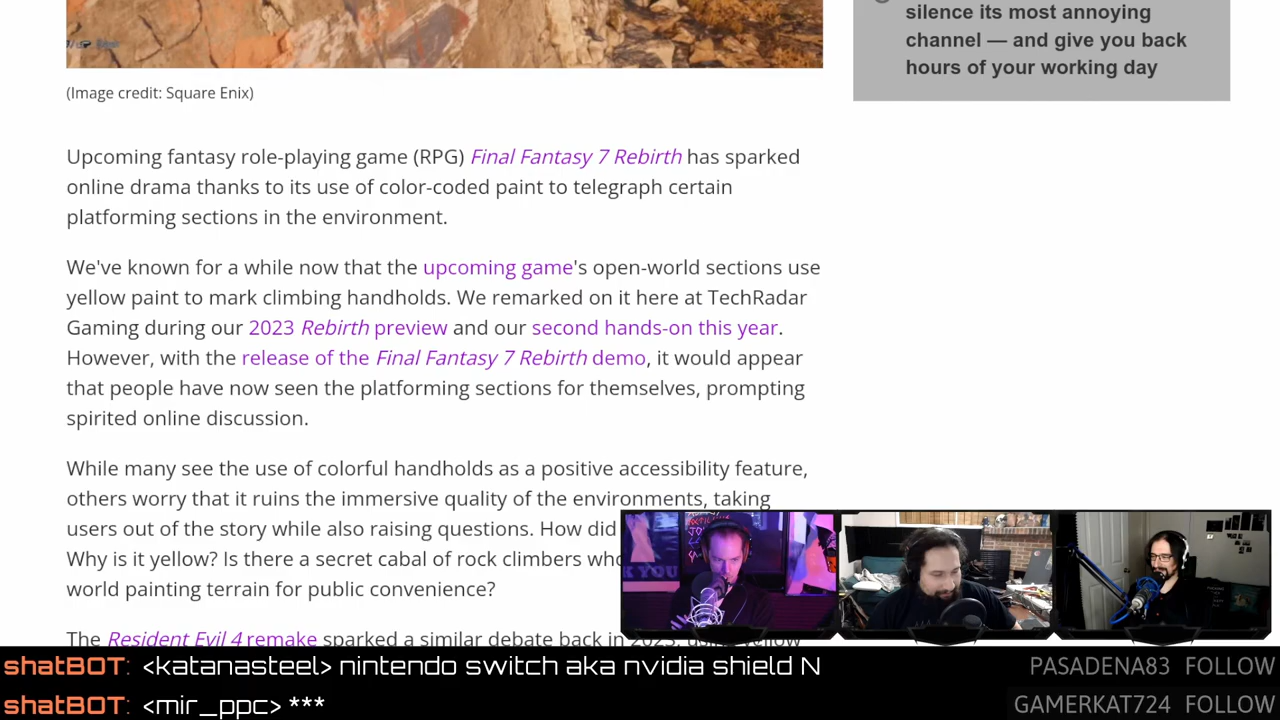 silence its most annoying
channel — and give you back
hours of your working day
(Image credit: Square Enix)
Upcoming fantasy role-playing game (RPG) Final Fantasy 7 Rebirth has sparked
online drama thanks to its use of color-coded paint to telegraph certain
platforming sections in the environment.
We've known for a while now that the upcoming game's open-world sections use
yellow paint to mark climbing handholds. We remarked on it here at TechRadar
Gaming during our 2023 Rebirth preview and our second hands-on this year.
However, with the release of the Final Fantasy 7 Rebirth demo, it would appear
that people have now seen the platforming sections for themselves, prompting
spirited online discussion.
While many see the use of colorful handholds as a positive accessibility feature,
others worry that it ruins the immersive quality of the environments, taking
users out of the story while also raising questions. How did
Why is it yellow? Is there a secret cabal of rock climbers who
world painting terrain for public convenience?
The Resident Evil 4 remake sparked a similar debate back in 2023, using yellow
K YOU
shatBOT: <katanasteel> nintendo switch aka nvidia shield N
PASADENA83 FOLLOW
shatBOT: <mir_ppc> ***
GAMERKAT724 FOLLOW